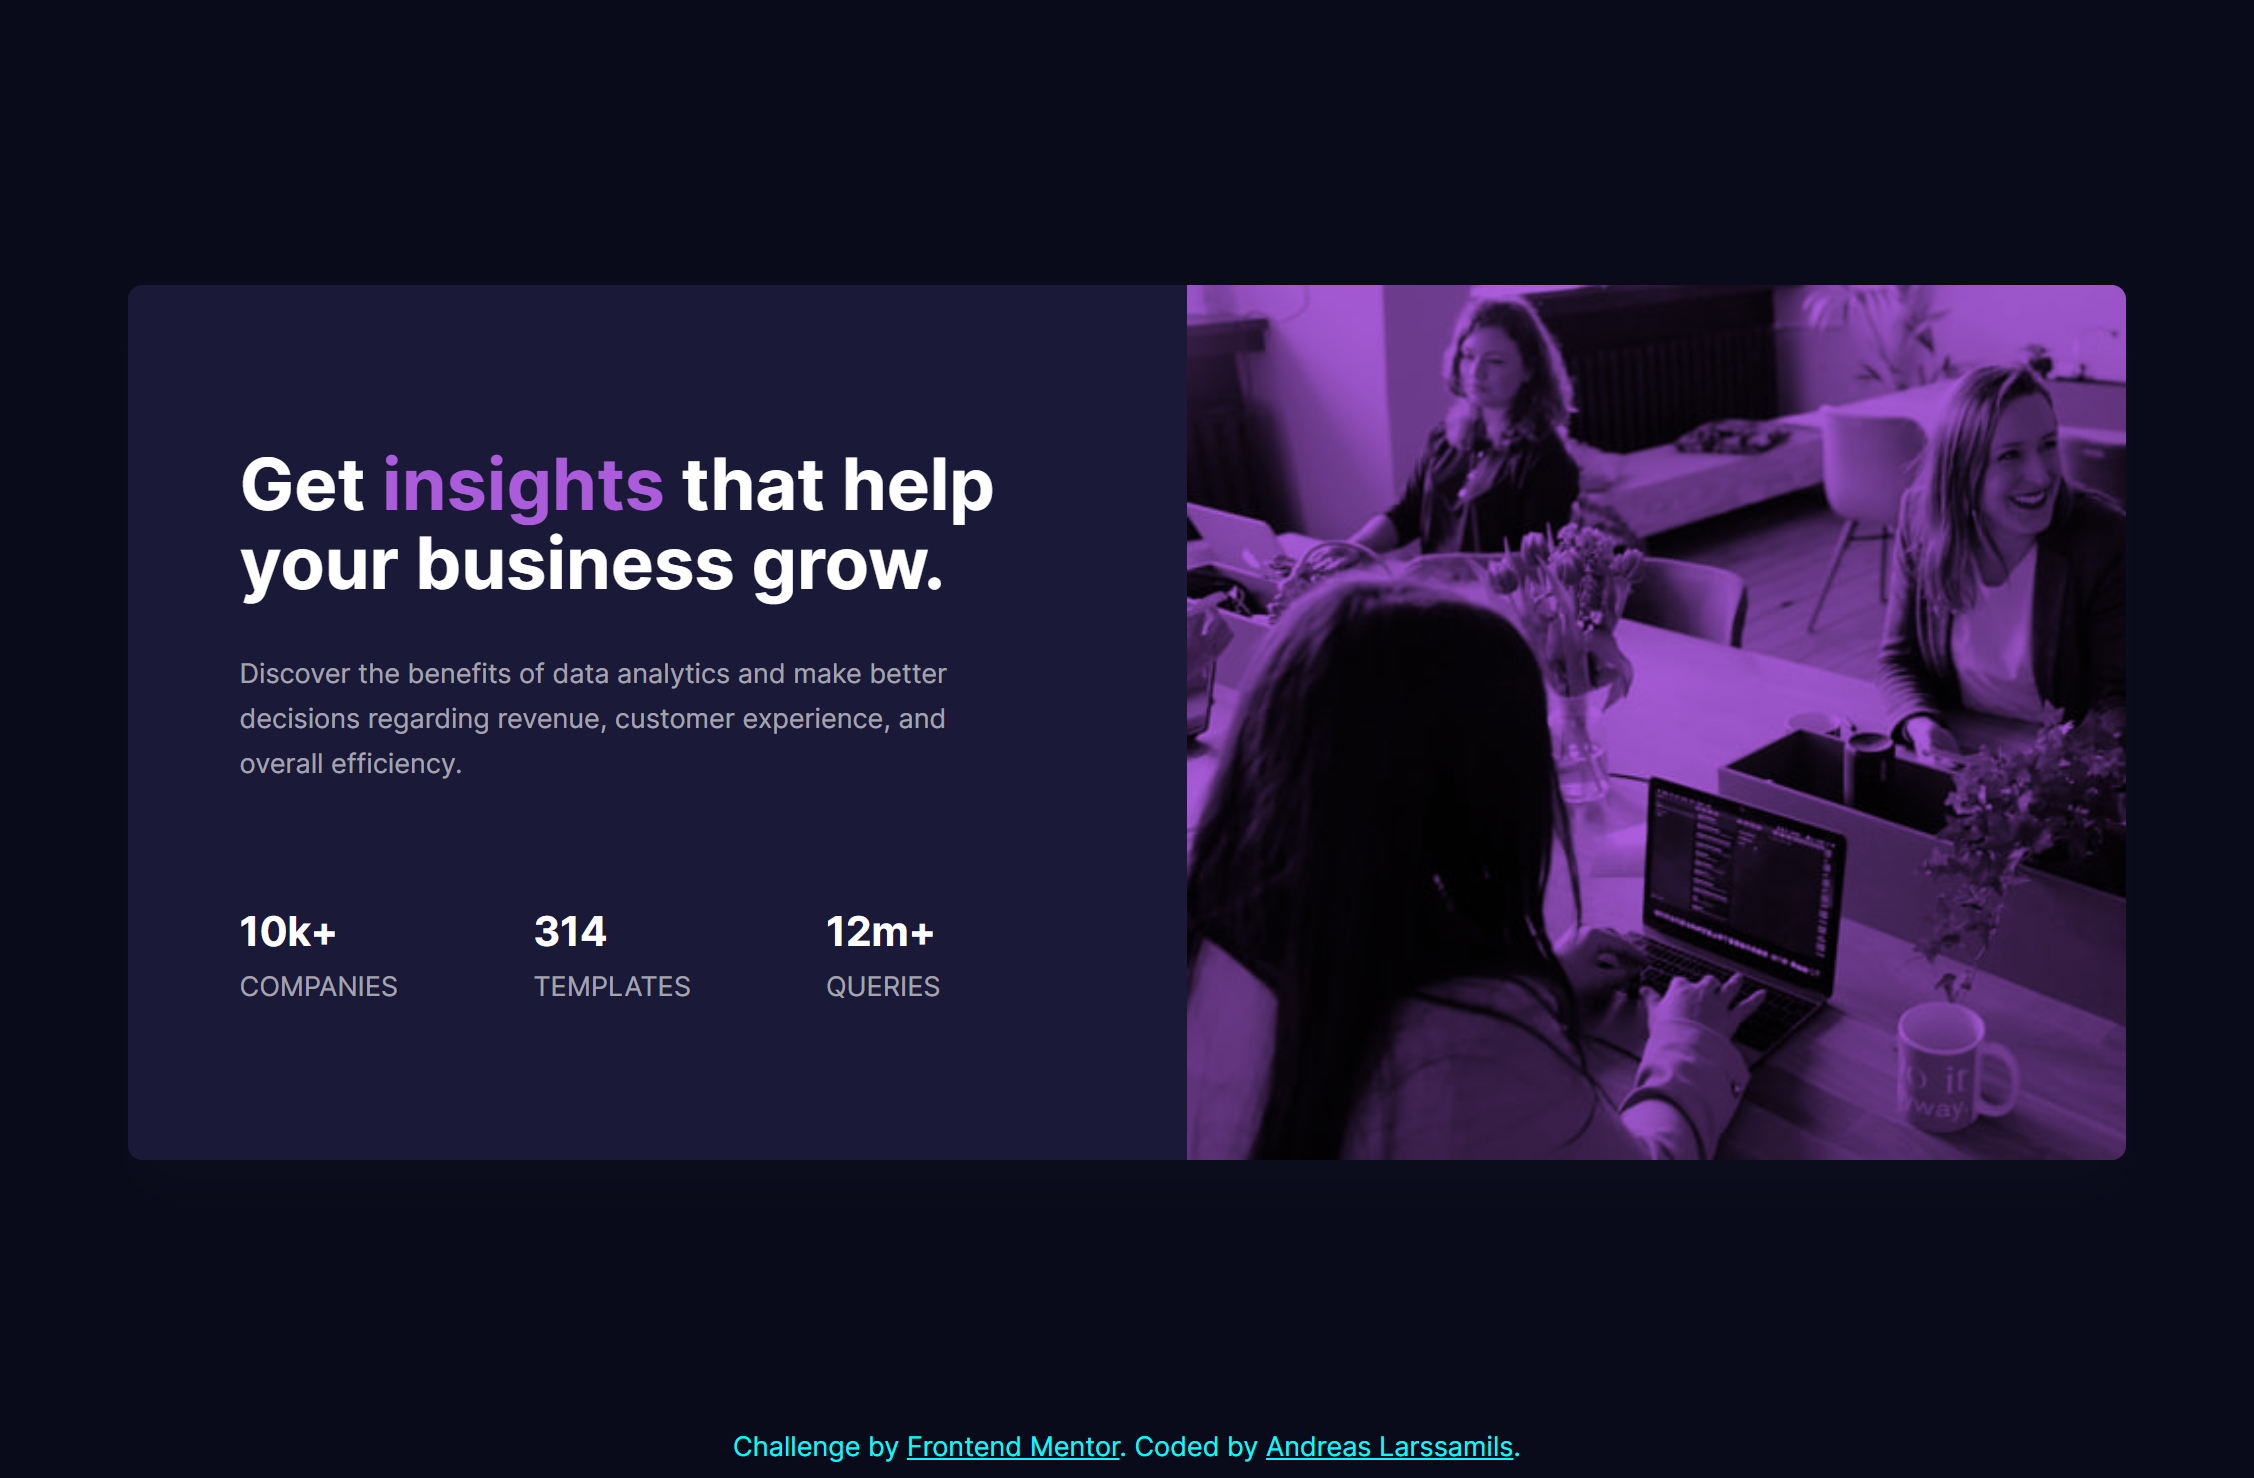 Get insights that help
your business grow.
Discover the benefits of data analytics and make better
decisions regarding revenue, customer experience, and
overall efficiency.
10k+ 314 12m+
COMPANIES TEMPLATES QUERIES
Challenge by Frontend Mentor. Coded by Andreas Larssamils.